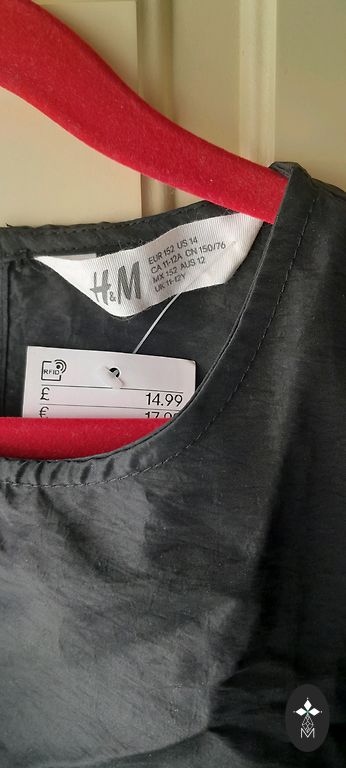 H&M
EUR 152 US 14
CA 11-12A CN 150/76
MX 152 AUS 12
UK 11-12Y
RFID
£ 14.99
€
M